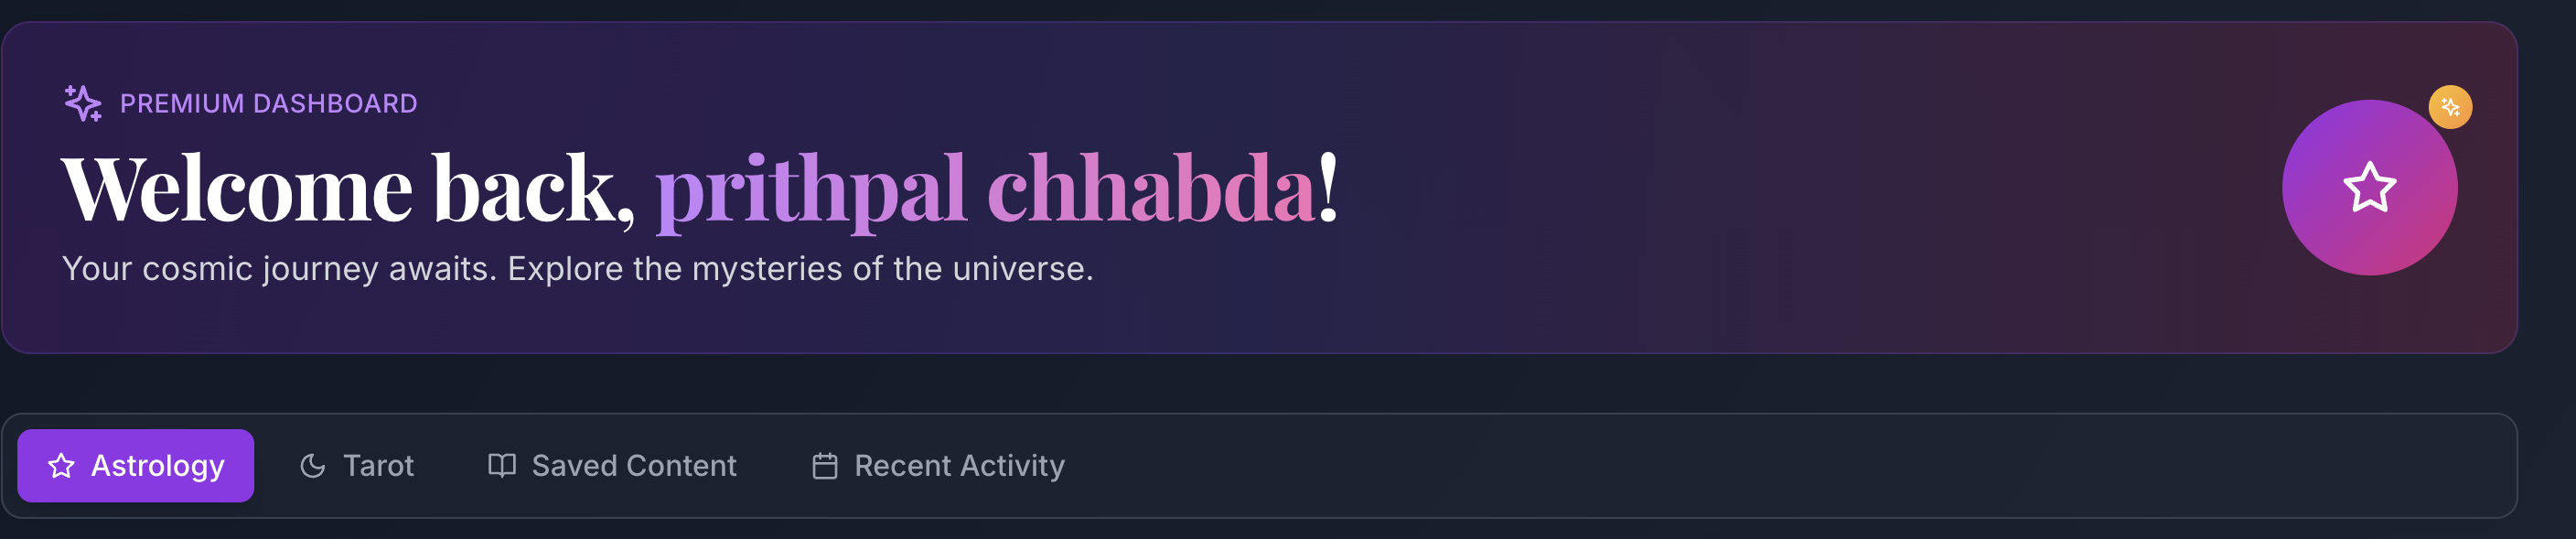 PREMIUM DASHBOARD
Welcome back, prithpal chhabda!
Your cosmic journey awaits. Explore the mysteries of the universe.
Astrology Tarot Saved Content Recent Activity